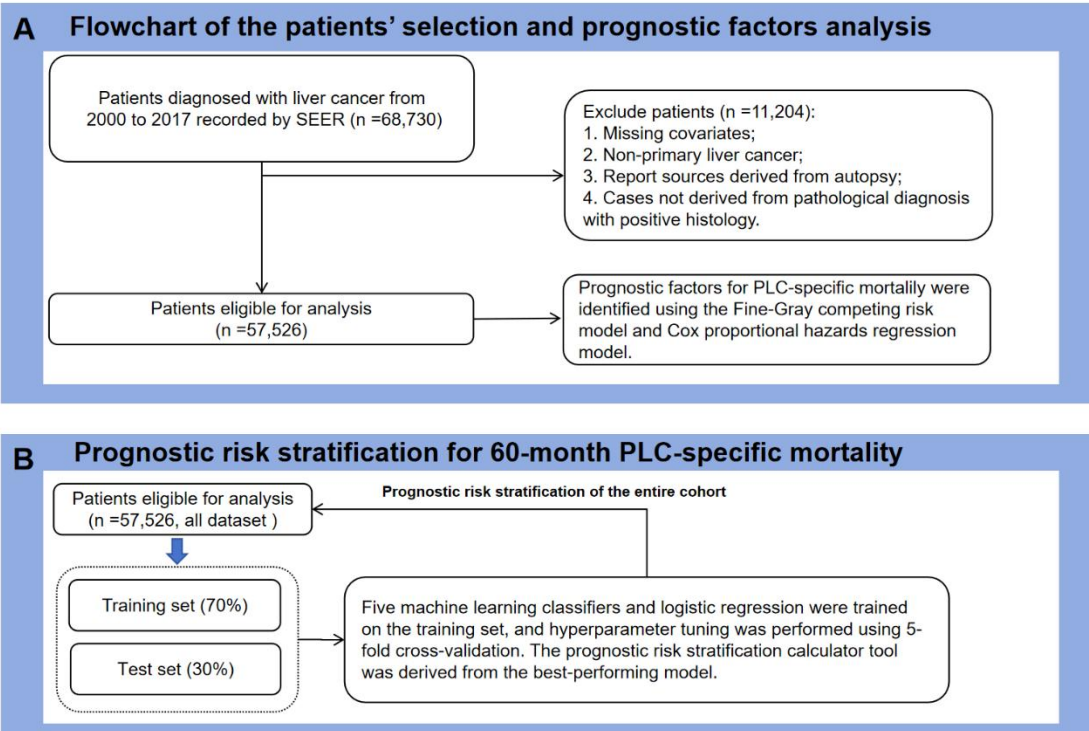 A Flowchart of the patients’ selection and prognostic factors analysis
Patients diagnosed with liver cancer from
2000 to 2017 recorded by SEER (n =68,730)
Exclude patients (n =11,204):
1. Missing covariates;
2. Non-primary liver cancer;
3. Report sources derived from autopsy;
4. Cases not derived from pathological diagnosis
with positive histology.
Patients eligible for analysis
(n =57,526)
Prognostic factors for PLC-specific mortalily were
identified using the Fine-Gray competing risk
model and Cox proportional hazards regression
model.
B Prognostic risk stratification for 60-month PLC-specific mortality
Patients eligible for analysis
(n =57,526, all dataset )
Prognostic risk stratification of the entire cohort
Training set (70%)
Test set (30%)
Five machine learning classifiers and logistic regression were trained
on the training set, and hyperparameter tuning was performed using 5-
fold cross-validation. The prognostic risk stratification calculator tool
was derived from the best-performing model.